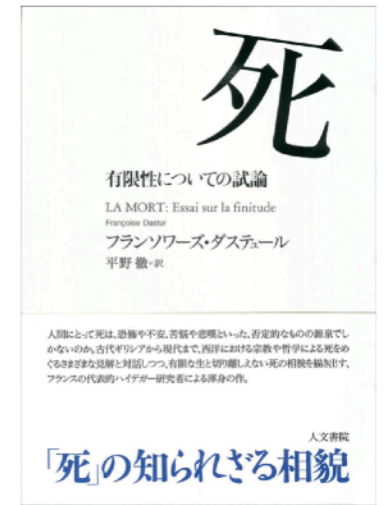 死
有限性についての試論
LA MORT: Essai sur la finitude
Françoise Dastur
フランソワーズ・ダステュール
平野 徹・訳
人間にとって死は、恐怖や不安、苦悩や悲嘆といった、否定的なものの源泉でし
かないのか。古代ギリシアから現代まで、西洋における宗教や哲学による死をめ
ぐるさまざまな見解と対話しつつ、有限な生と切り離しえない死の相貌を描き出す、
フランスの代表的ハイデガー研究者による渾身の作。
人文書院
「死」の知られざる相貌